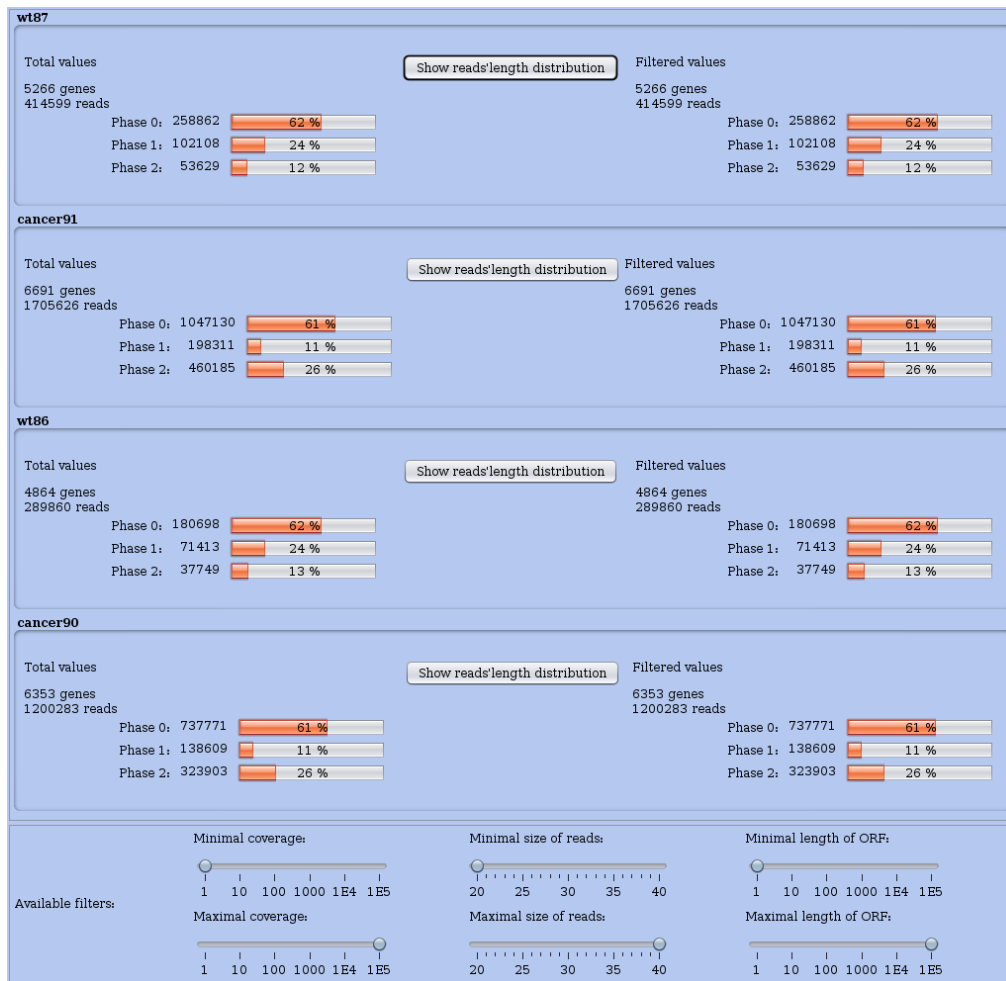 wt87
Total values Show reads'length distribution Filtered values
5266 genes 5266 genes
414599 reads 414599 reads
Phase 0: 258862 62 % Phase 0: 258862 62 %
Phase 1: 102108 24 % Phase 1: 102108 24 %
Phase 2: 53629 12 % Phase 2: 53629 12 %
cancer91
Total values Show reads'length distribution Filtered values
6691 genes 6691 genes
1705626 reads 1705626 reads
Phase 0: 1047130 61 % Phase 0: 1047130 61 %
Phase 1: 198311 11 % Phase 1: 198311 11 %
Phase 2: 460185 26 % Phase 2: 460185 26 %
wt86
Total values Show reads'length distribution Filtered values
4864 genes 4864 genes
289860 reads 289860 reads
Phase 0: 180698 62 % Phase 0: 180698 62 %
Phase 1: 71413 24 % Phase 1: 71413 24 %
Phase 2: 37749 13 % Phase 2: 37749 13 %
cancer90
Total values Show reads'length distribution Filtered values
6353 genes 6353 genes
1200283 reads 1200283 reads
Phase 0: 737771 61 % Phase 0: 737771 61 %
Phase 1: 138609 11 % Phase 1: 138609 11 %
Phase 2: 323903 26 % Phase 2: 323903 26 %
Minimal coverage: Minimal size of reads: Minimal length of ORF:
1 10 100 1000 1E4 1E5 20 25 30 35 40 1 10 100 1000 1E4 1E5
Available filters:
Maximal coverage: Maximal size of reads: Maximal length of ORF:
1 10 100 1000 1E4 1E5 20 25 30 35 40 1 10 100 1000 1E4 1E5